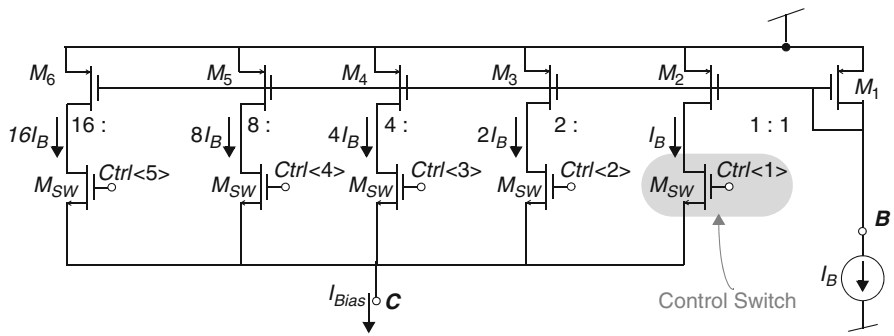 M6 M5 M4 M3 M2 M1
16IB 16 : 8IB 8 : 4IB 4 : 2IB 2 : IB 1 : 1
MSW Ctrl<5> MSW Ctrl<4> MSW Ctrl<3> MSW Ctrl<2> MSW Ctrl<1>
B
IB
IBias C
Control Switch